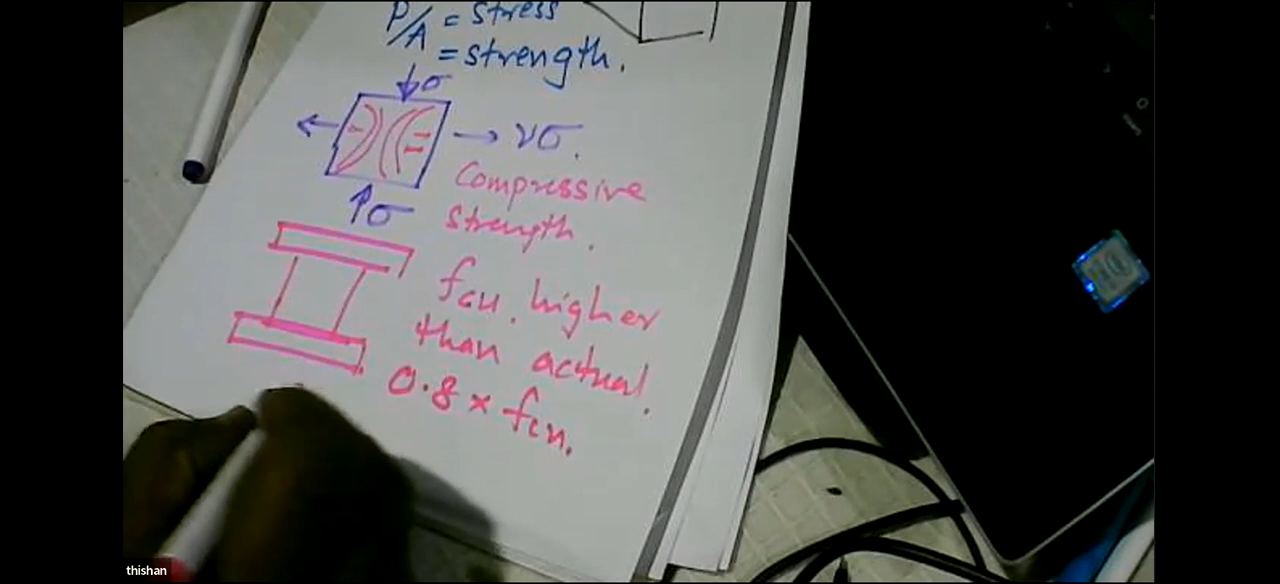 P/A = stress
= strength.
↓σ
← → νσ.
↑σ
Compressive
strength.
fcu. higher
than actual.
0.8 × fcu.
thishan